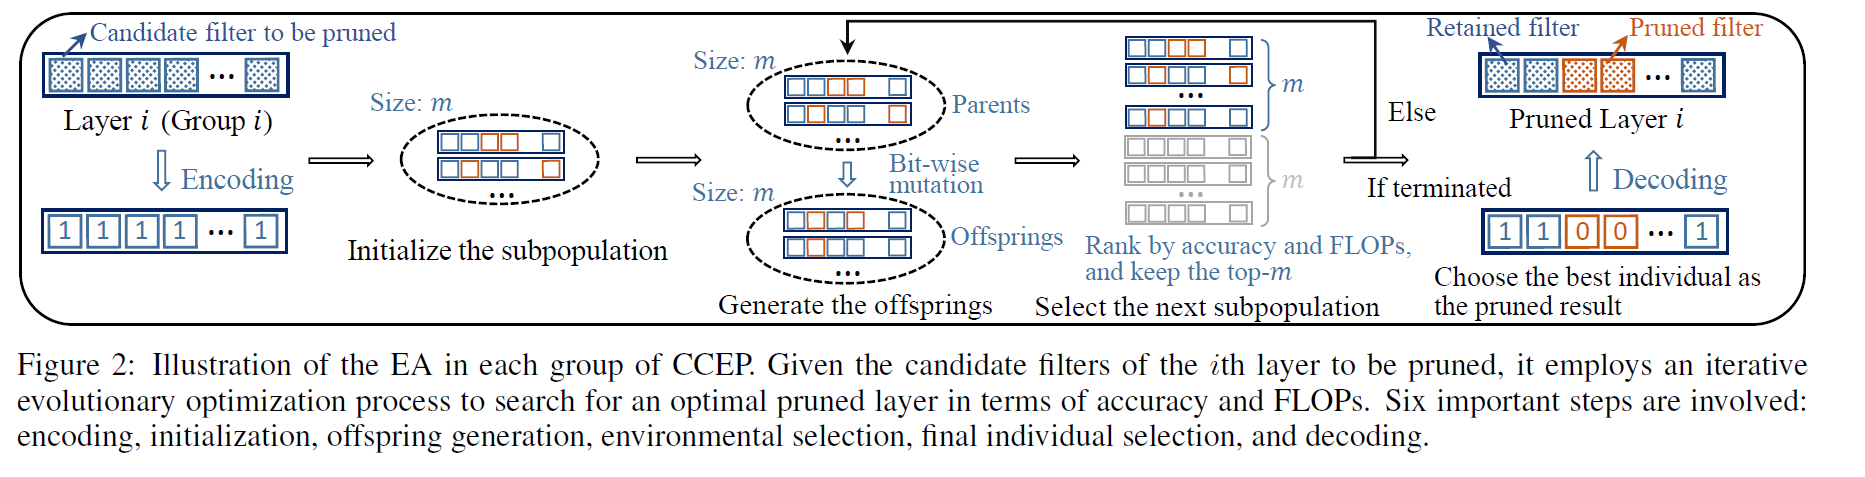 Candidate filter to be pruned
...
Layer i (Group i)
Encoding
1 1 1 1 ... 1
Size: m
...
Initialize the subpopulation
Size: m
Parents
...
Bit-wise
mutation
Size: m
Offsprings
...
Generate the offsprings
...
m
...
m
Rank by accuracy and FLOPs,
and keep the top-m
Select the next subpopulation
Else
If terminated
Retained filter
Pruned filter
...
Pruned Layer i
Decoding
1 1 0 0 ... 1
Choose the best individual as
the pruned result
Figure 2: Illustration of the EA in each group of CCEP. Given the candidate filters of the ith layer to be pruned, it employs an iterative
evolutionary optimization process to search for an optimal pruned layer in terms of accuracy and FLOPs. Six important steps are involved:
encoding, initialization, offspring generation, environmental selection, final individual selection, and decoding.